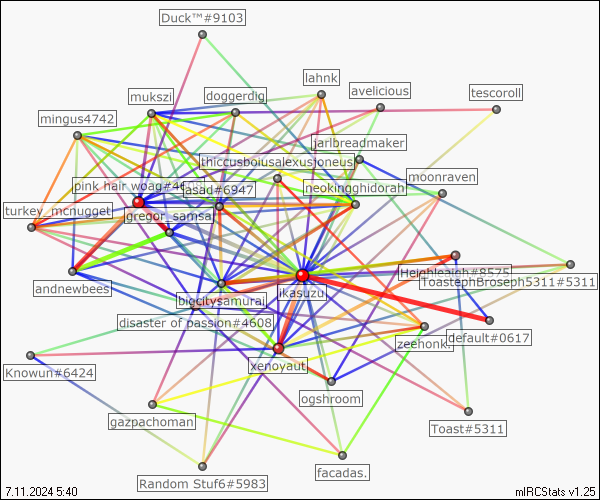 Duck™#9103
lahnk
mukszi
doggerdig
avelicious
tescoroll
mingus4742
jarlbreadmaker
thiccusboiusalexusjoneus
moonraven
pink hair woag#46
asad#6947
neokingghidorah
turkey_mcnugget
gregor_samsa
Heighleigh#8575
ToastephBroseph5311#5311
andnewbees
bigcitysamurai
ikasuzu
disaster of passion#4608
default#0617
zeehonk.
xenoyaut
Knowun#6424
ogshroom
gazpachoman
Toast#5311
facadas.
Random Stuf6#5983
7.11.2024 5:40
mIRCStats v1.25